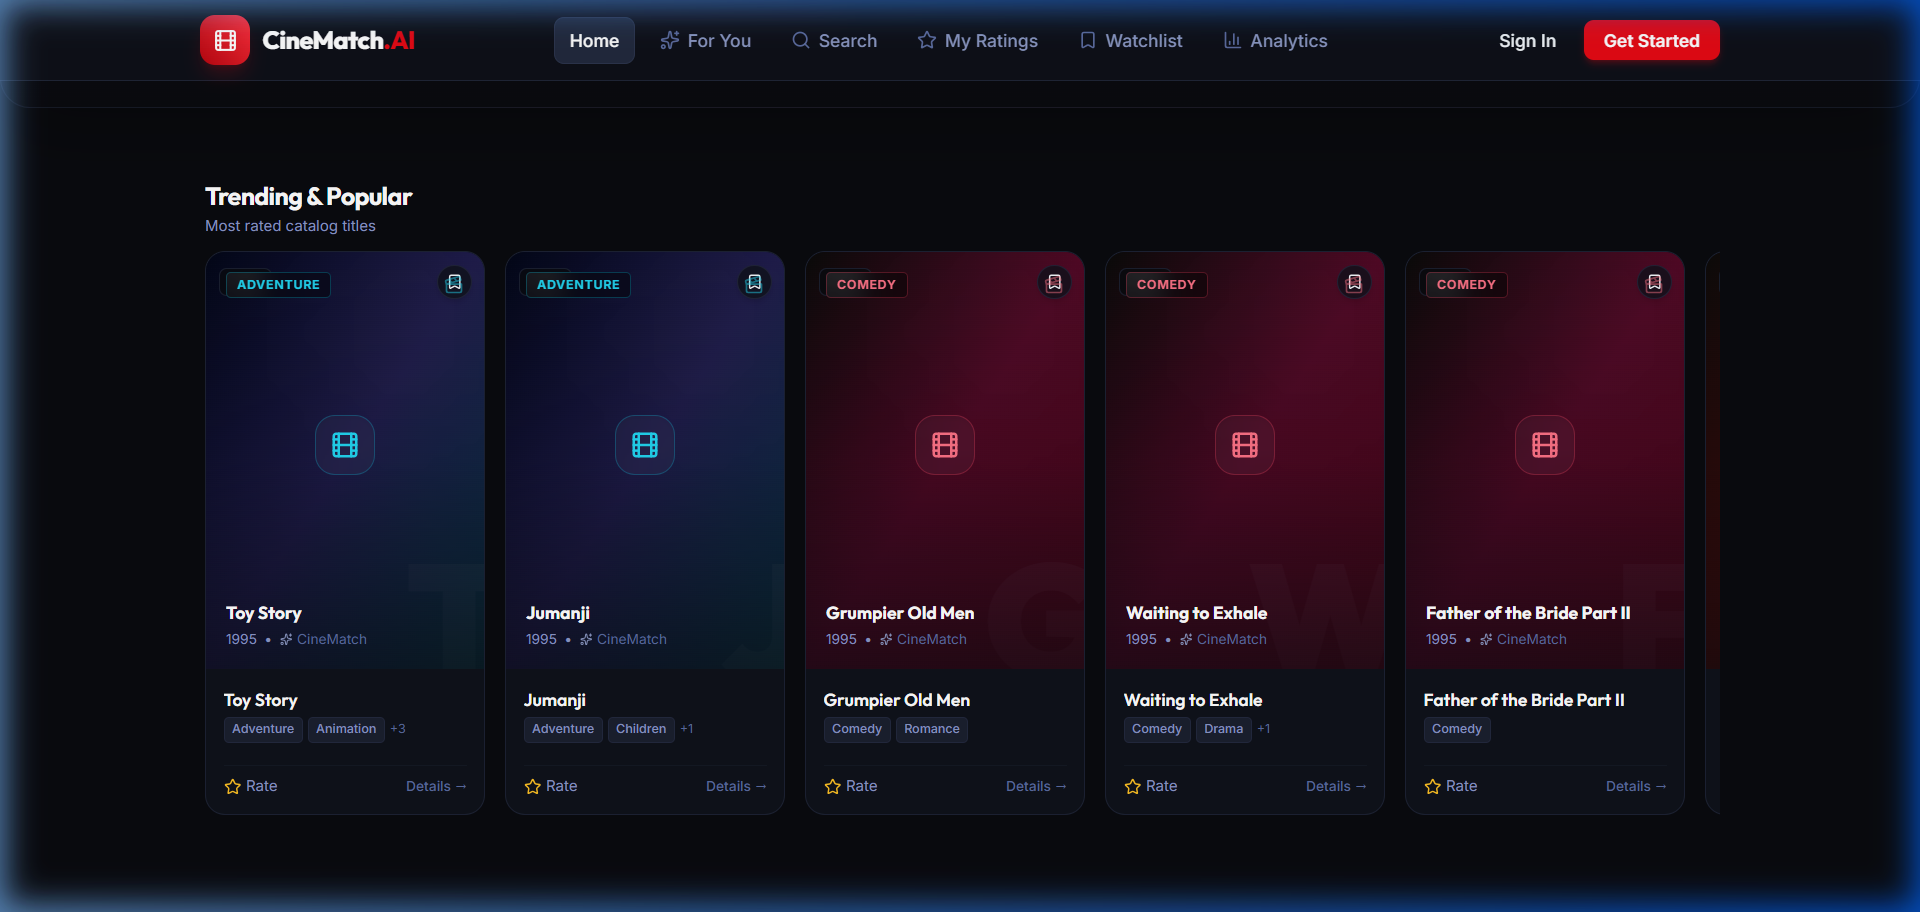 CineMatch.AI
Home
For You
Search
My Ratings
Watchlist
Analytics
Sign In
Get Started
Trending & Popular
Most rated catalog titles
ADVENTURE
T
Toy Story
1995 • CineMatch
Toy Story
Adventure Animation +3
Rate Details →
ADVENTURE
J
Jumanji
1995 • CineMatch
Jumanji
Adventure Children +1
Rate Details →
COMEDY
G
Grumpier Old Men
1995 • CineMatch
Grumpier Old Men
Comedy Romance
Rate Details →
COMEDY
W
Waiting to Exhale
1995 • CineMatch
Waiting to Exhale
Comedy Drama +1
Rate Details →
COMEDY
F
Father of the Bride Part II
1995 • CineMatch
Father of the Bride Part II
Comedy
Rate Details →